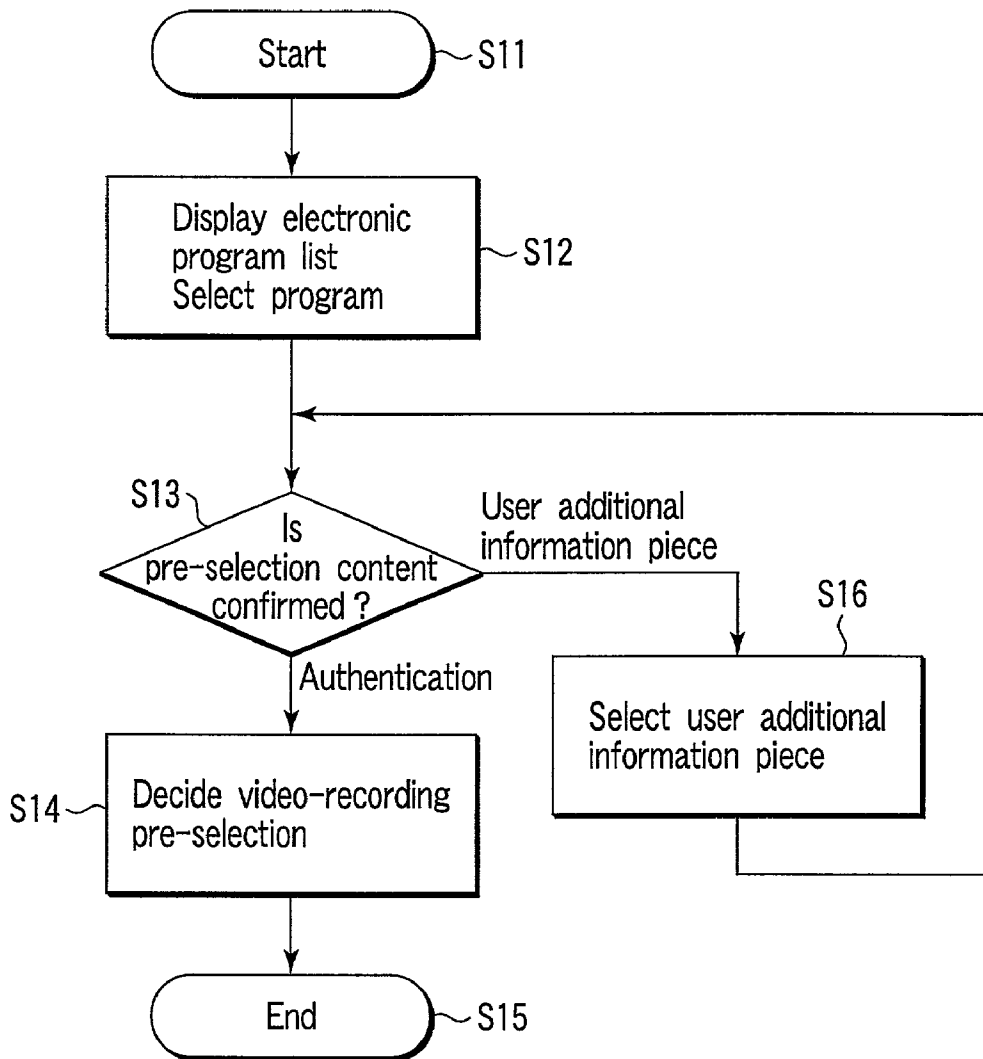 Start
S11
Display electronic
program list
Select program
S12
S13
Is
pre-selection content
confirmed?
User additional
information piece
S16
Authentication
Select user additional
information piece
S14
Decide video-recording
pre-selection
End
S15